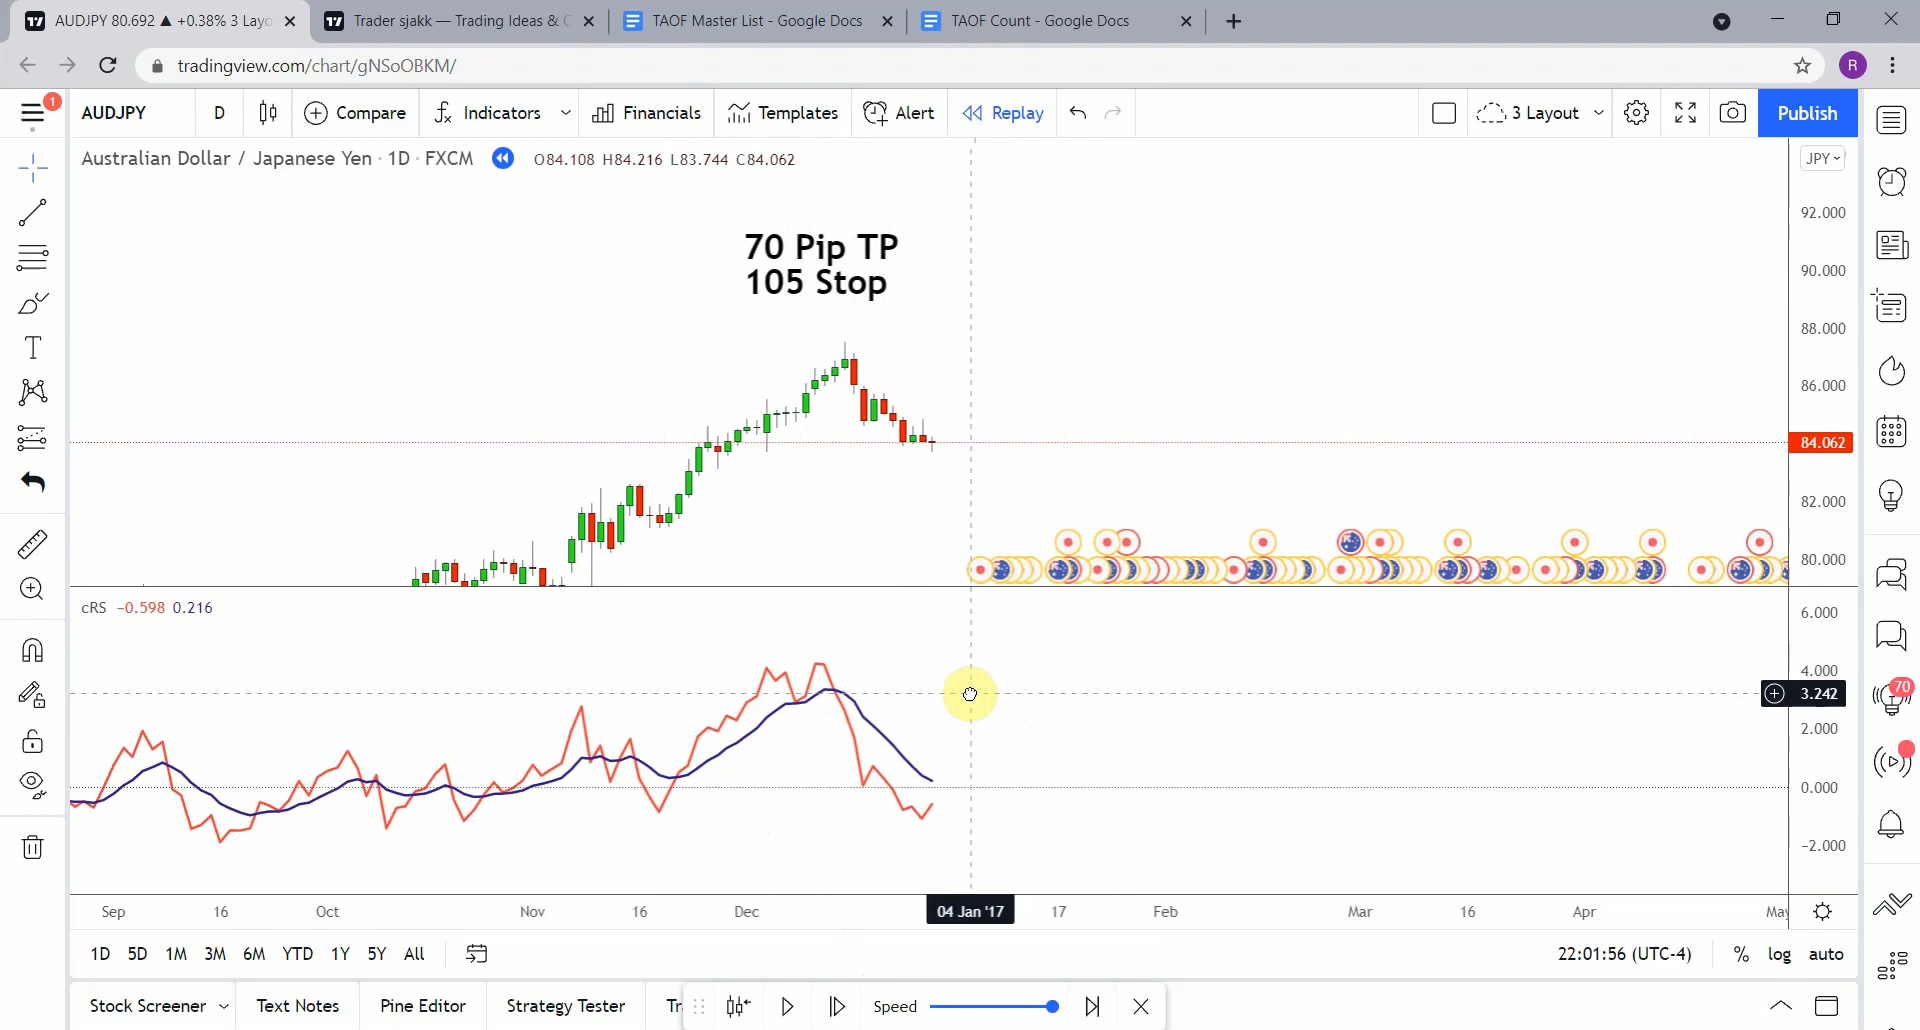 AUDJPY 80.692 ▲ +0.38% 3 Layo
Trader sjakk — Trading Ideas &
TAOF Master List - Google Docs
TAOF Count - Google Docs
tradingview.com/chart/gNSoOBKM/
R
1
AUDJPY
D
Compare
Indicators
Financials
Templates
Alert
Replay
3 Layout
Publish
Australian Dollar / Japanese Yen · 1D · FXCM
O84.108 H84.216 L83.744 C84.062
JPY
70 Pip TP
105 Stop
92.000
90.000
88.000
86.000
84.062
82.000
80.000
cRS −0.598 0.216
6.000
4.000
3.242
2.000
0.000
−2.000
70
Sep
16
Oct
Nov
16
Dec
04 Jan '17
17
Feb
Mar
16
Apr
May
1D 5D 1M 3M 6M YTD 1Y 5Y All
22:01:56 (UTC-4)
% log auto
Stock Screener
Text Notes
Pine Editor
Strategy Tester
Speed